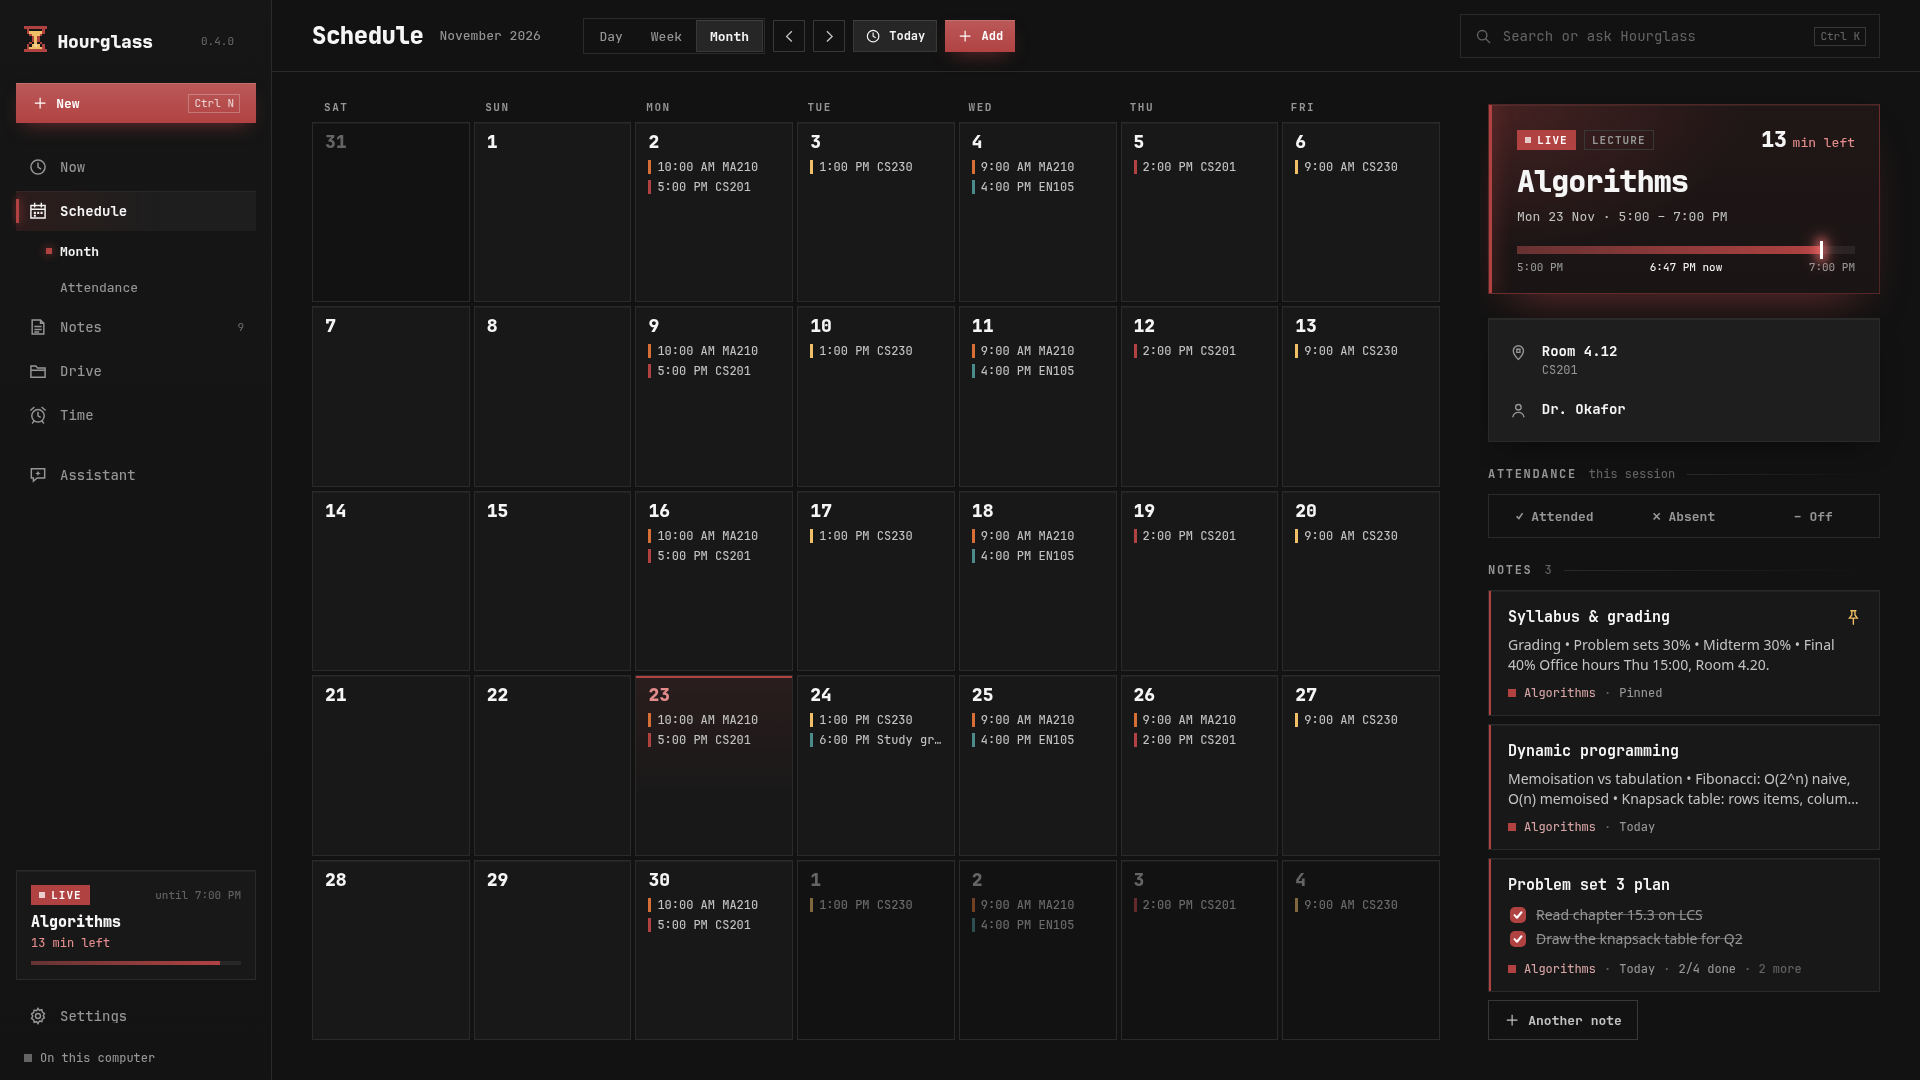 Hourglass
0.4.0
New
Ctrl N
Now
Schedule
Month
Attendance
Notes
9
Drive
Time
Assistant
LIVE
until 7:00 PM
Algorithms
13 min left
Settings
On this computer
Schedule
November 2026
Day
Week
Month
Today
Add
Search or ask Hourglass
Ctrl K
SAT
SUN
MON
TUE
WED
THU
FRI
31
1
2
10:00 AM MA210
5:00 PM CS201
3
1:00 PM CS230
4
9:00 AM MA210
4:00 PM EN105
5
2:00 PM CS201
6
9:00 AM CS230
7
8
9
10:00 AM MA210
5:00 PM CS201
10
1:00 PM CS230
11
9:00 AM MA210
4:00 PM EN105
12
2:00 PM CS201
13
9:00 AM CS230
14
15
16
10:00 AM MA210
5:00 PM CS201
17
1:00 PM CS230
18
9:00 AM MA210
4:00 PM EN105
19
2:00 PM CS201
20
9:00 AM CS230
21
22
23
10:00 AM MA210
5:00 PM CS201
24
1:00 PM CS230
6:00 PM Study gr…
25
9:00 AM MA210
4:00 PM EN105
26
9:00 AM MA210
2:00 PM CS201
27
9:00 AM CS230
28
29
30
10:00 AM MA210
5:00 PM CS201
1
1:00 PM CS230
2
9:00 AM MA210
4:00 PM EN105
3
2:00 PM CS201
4
9:00 AM CS230
LIVE
LECTURE
13 min left
Algorithms
Mon 23 Nov · 5:00 – 7:00 PM
5:00 PM
6:47 PM now
7:00 PM
Room 4.12
CS201
Dr. Okafor
ATTENDANCE this session
✓ Attended
✕ Absent
– Off
NOTES 3
Syllabus & grading
Grading • Problem sets 30% • Midterm 30% • Final
40% Office hours Thu 15:00, Room 4.20.
Algorithms · Pinned
Dynamic programming
Memoisation vs tabulation • Fibonacci: O(2^n) naive,
O(n) memoised • Knapsack table: rows items, colum…
Algorithms · Today
Problem set 3 plan
Read chapter 15.3 on LCS
Draw the knapsack table for Q2
Algorithms · Today · 2/4 done · 2 more
Another note